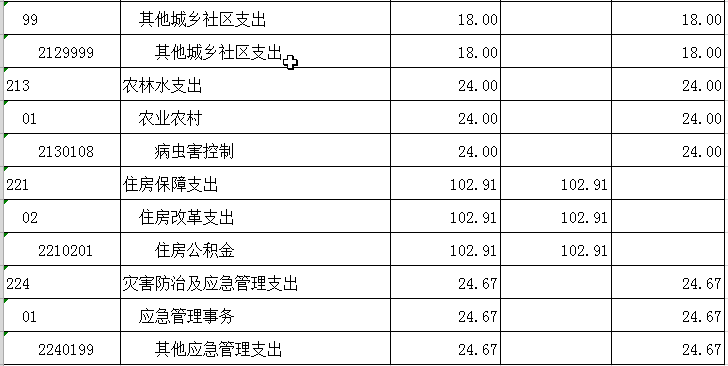 99 其他城乡社区支出 18.00 18.00
2129999 其他城乡社区支出 18.00 18.00
213 农林水支出 24.00 24.00
01 农业农村 24.00 24.00
2130108 病虫害控制 24.00 24.00
221 住房保障支出 102.91 102.91
02 住房改革支出 102.91 102.91
2210201 住房公积金 102.91 102.91
224 灾害防治及应急管理支出 24.67 24.67
01 应急管理事务 24.67 24.67
2240199 其他应急管理支出 24.67 24.67